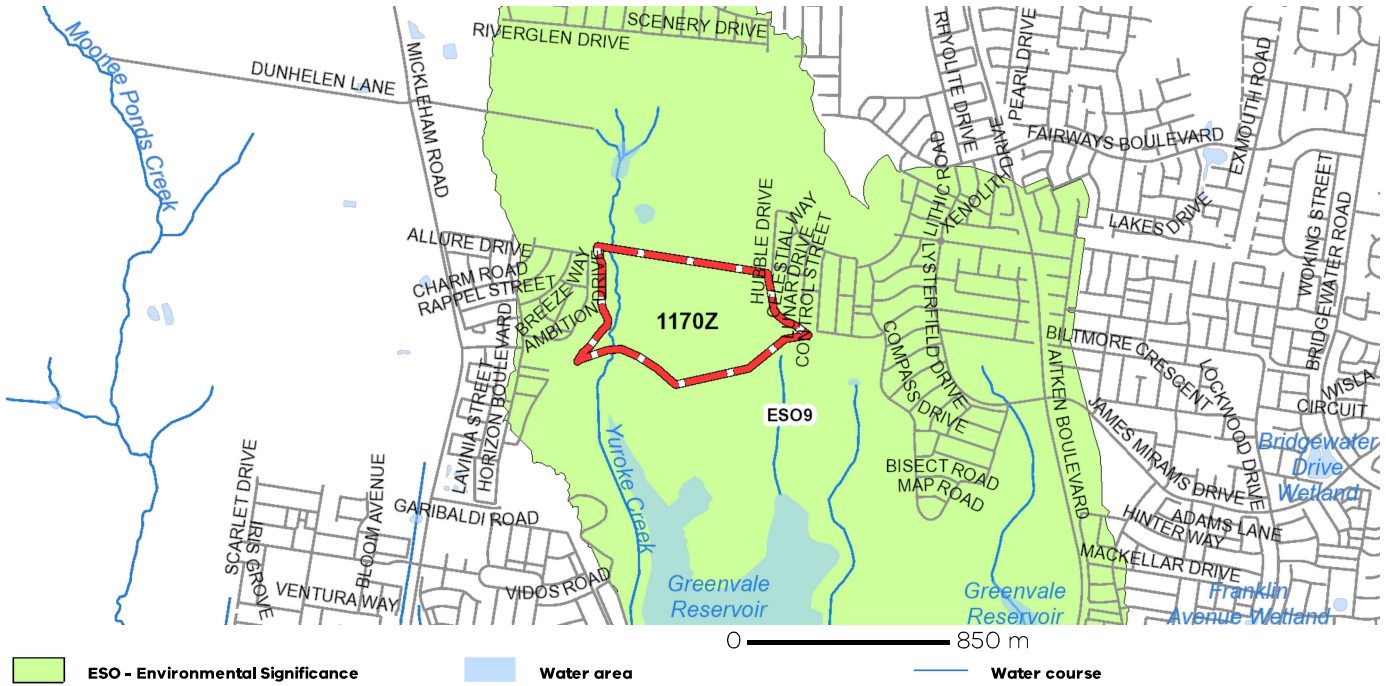 SCENERY DRIVE
RIVERGLEN DRIVE
Moonee Ponds Creek
DUNHELEN LANE
MICKLEHAM ROAD
RHYOLITE DRIVE
PEARL DRIVE
EXMOUTH ROAD
FAIRWAYS BOULEVARD
XENOLITH DRIVE
LITHIC ROAD
WOKING STREET
BRIDGEWATER ROAD
LAKES DRIVE
ALLURE DRIVE
CHARM ROAD
RAPPEL STREET
BREEZE WAY
AMBITION DRIVE
HUBBLE DRIVE
CELESTIAL WAY
LUNAR DRIVE
CONTROL STREET
1170Z
LYSTERFIELD DRIVE
COMPASS DRIVE
BILTMORE CRESCENT
AITKEN BOULEVARD
LOCKWOOD DRIVE
WISLA
CIRCUIT
JAMES MIRAMS DRIVE
LAVINIA STREET
HORIZON BOULEVARD
ESO9
Yuroke Creek
Bridgewater
Drive
Wetland
BISECT ROAD
MAP ROAD
SCARLET DRIVE
IRIS GROVE
BLOOM AVENUE
GARIBALDI ROAD
ADAMS LANE
HINTER WAY
MACKELLAR DRIVE
VENTURA WAY
VIDOS ROAD
Greenvale
Reservoir
Greenvale
Reservoir
Franklin
Avenue Wetland
0 850 m
ESO - Environmental Significance
Water area
Water course